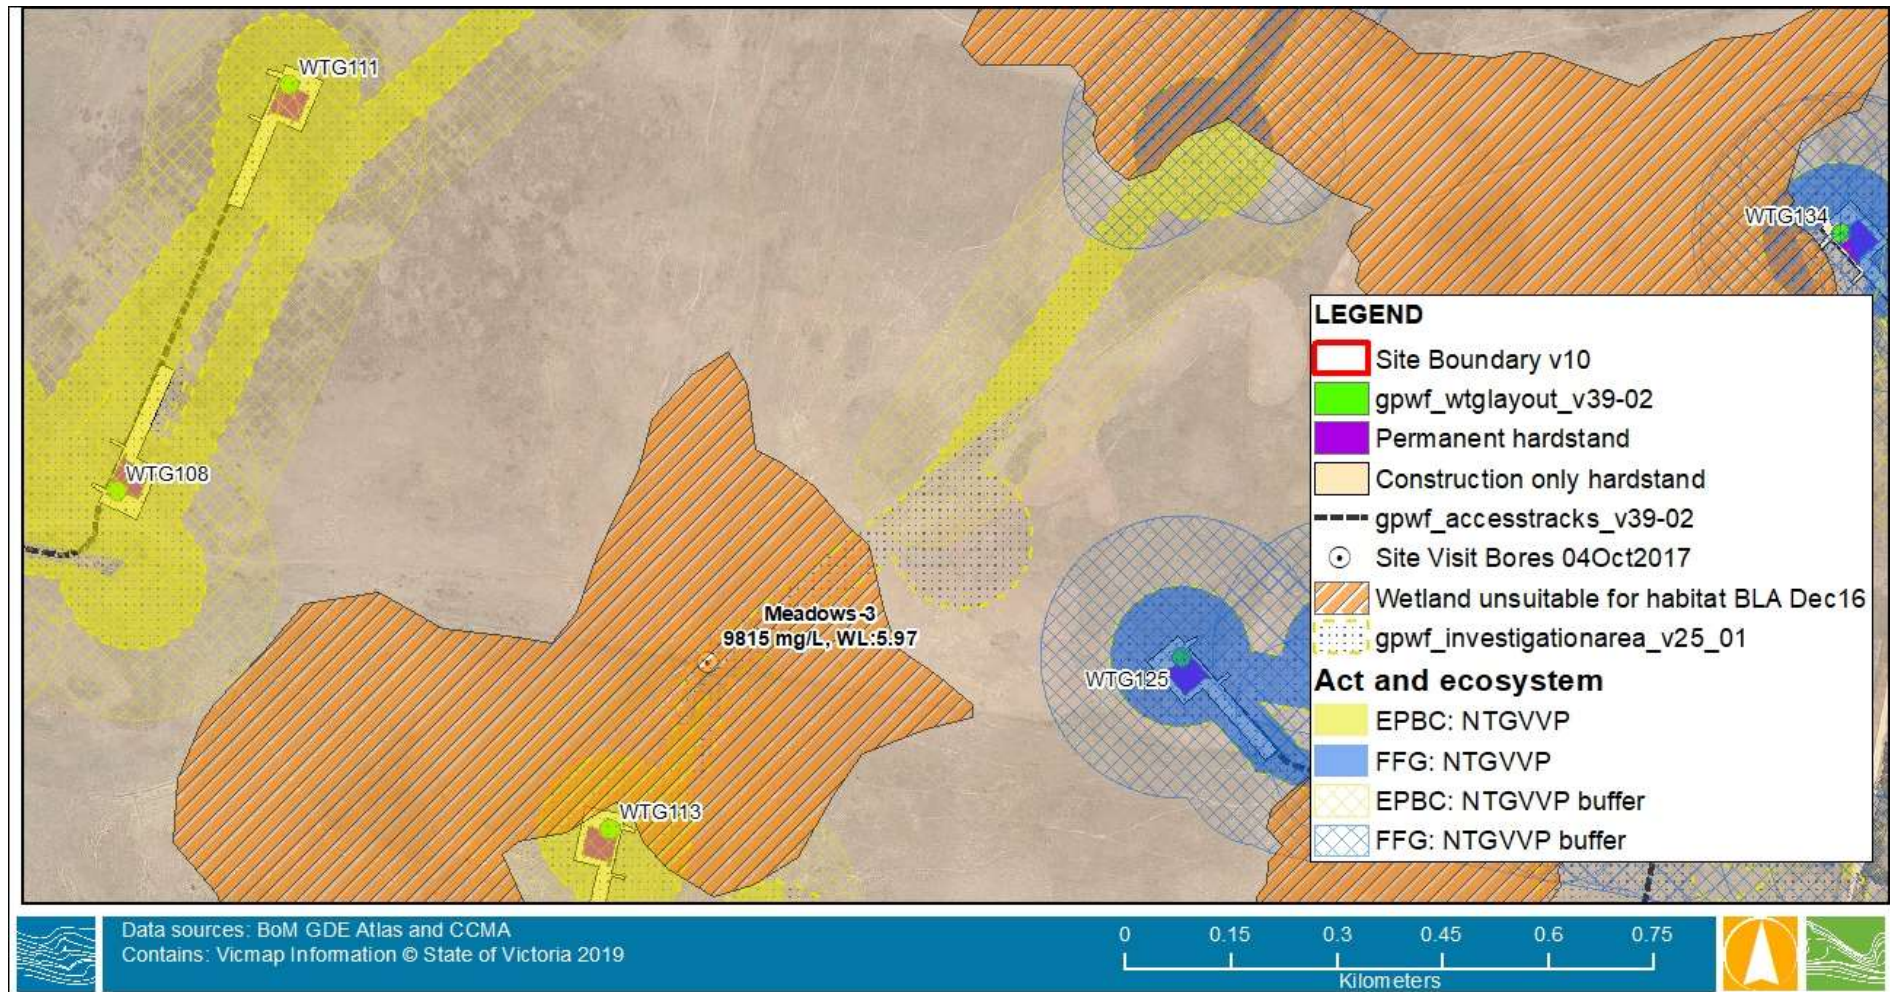 WTG111
WTG134
WTG108
Meadows-3
9815 mg/L, WL:5.97
WTG125
WTG113
LEGEND
Site Boundary v10
gpwf_wtglayout_v39-02
Permanent hardstand
Construction only hardstand
gpwf_accesstracks_v39-02
Site Visit Bores 04Oct2017
Wetland unsuitable for habitat BLA Dec16
gpwf_investigationarea_v25_01
Act and ecosystem
EPBC: NTGVVP
FFG: NTGVVP
EPBC: NTGVVP buffer
FFG: NTGVVP buffer
Data sources: BoM GDE Atlas and CCMA
Contains: Vicmap Information © State of Victoria 2019
0 0.15 0.3 0.45 0.6 0.75
Kilometers